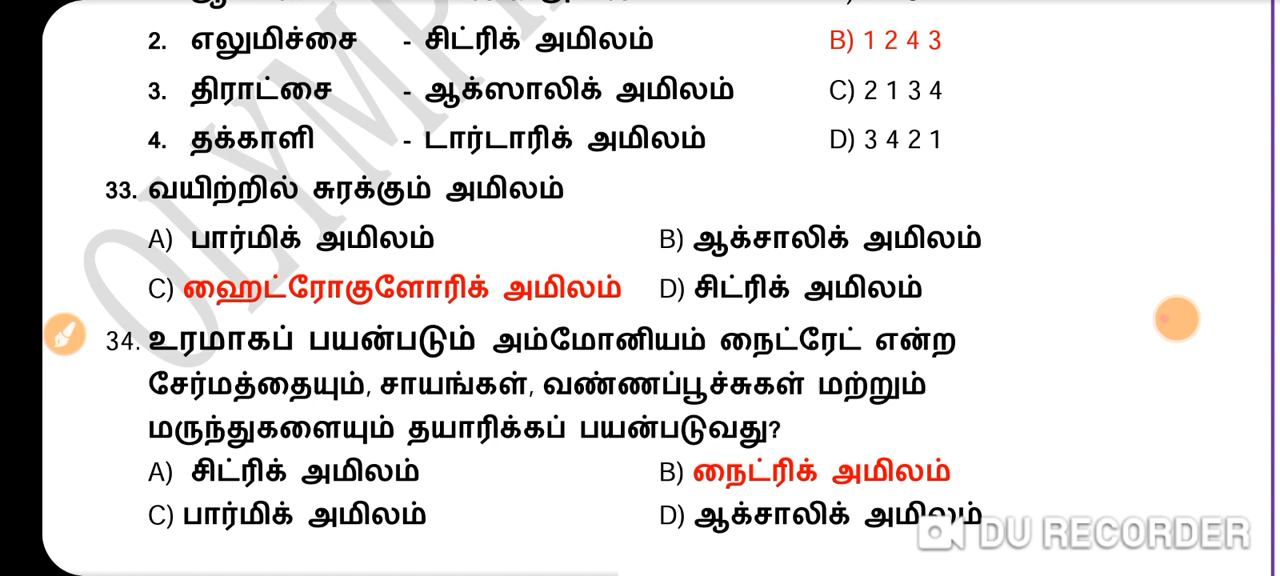 2. எலுமிச்சை - சிட்ரிக் அமிலம் B) 1 2 4 3
3. திராட்சை - ஆக்ஸாலிக் அமிலம் C) 2 1 3 4
4. தக்காளி - டார்டாரிக் அமிலம் D) 3 4 2 1
33. வயிற்றில் சுரக்கும் அமிலம்
A) பார்மிக் அமிலம் B) ஆக்சாலிக் அமிலம்
C) ஹைட்ரோகுளோரிக் அமிலம் D) சிட்ரிக் அமிலம்
34. உரமாகப் பயன்படும் அம்மோனியம் நைட்ரேட் என்ற
சேர்மத்தையும், சாயங்கள், வண்ணப்பூச்சுகள் மற்றும்
மருந்துகளையும் தயாரிக்கப் பயன்படுவது?
A) சிட்ரிக் அமிலம் B) நைட்ரிக் அமிலம்
C) பார்மிக் அமிலம் D) ஆக்சாலிக் அமிலம்
DU RECORDER